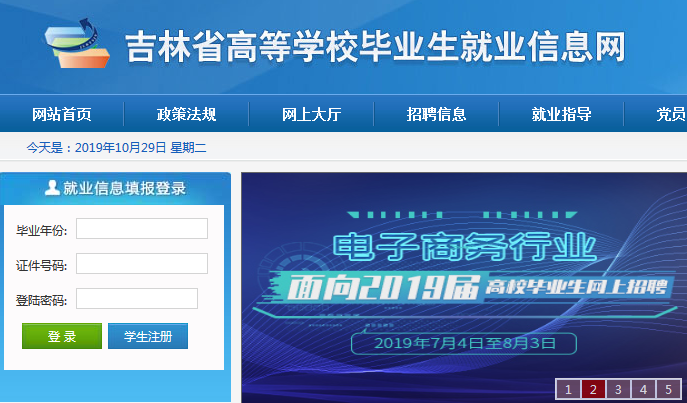 吉林省高等学校毕业生就业信息网
网站首页 政策法规 网上大厅 招聘信息 就业指导 党员
今天是：2019年10月29日 星期二
就业信息填报登录
毕业年份:
证件号码:
登陆密码:
登 录 学生注册
电子商务行业
面向2019届高校毕业生网上招聘
2019年7月4日至8月3日
1 2 3 4 5